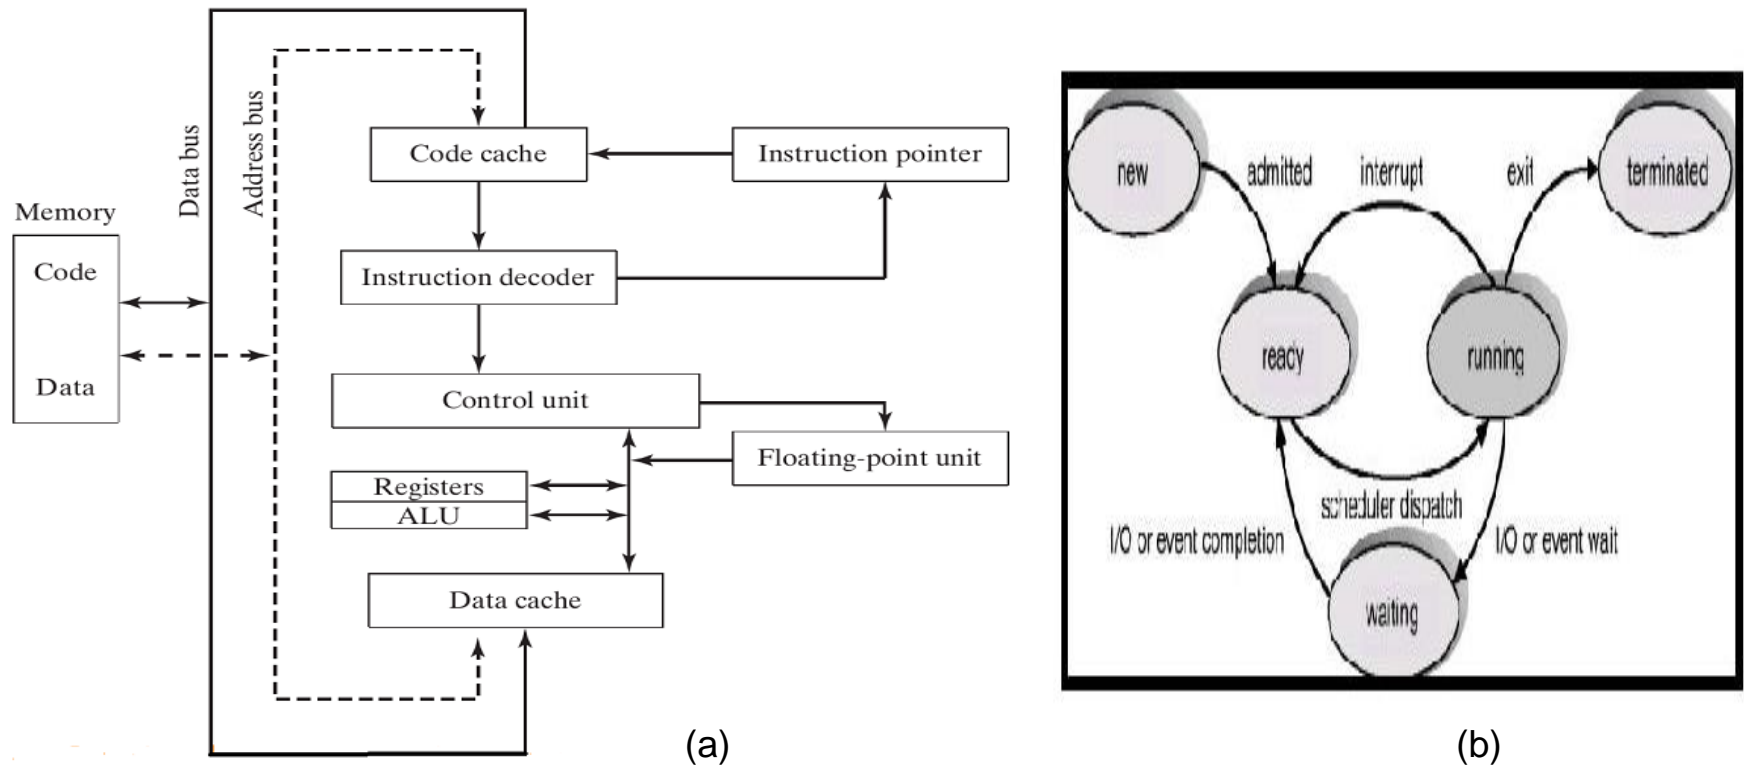 Data bus
Address bus
Code cache
Instruction pointer
Memory
Code
Data
Instruction decoder
Control unit
Floating-point unit
Registers
ALU
Data cache
(a)
new
admitted
interrupt
exit
terminated
ready
running
scheduler dispatch
I/O or event completion
I/O or event wait
waiting
(b)